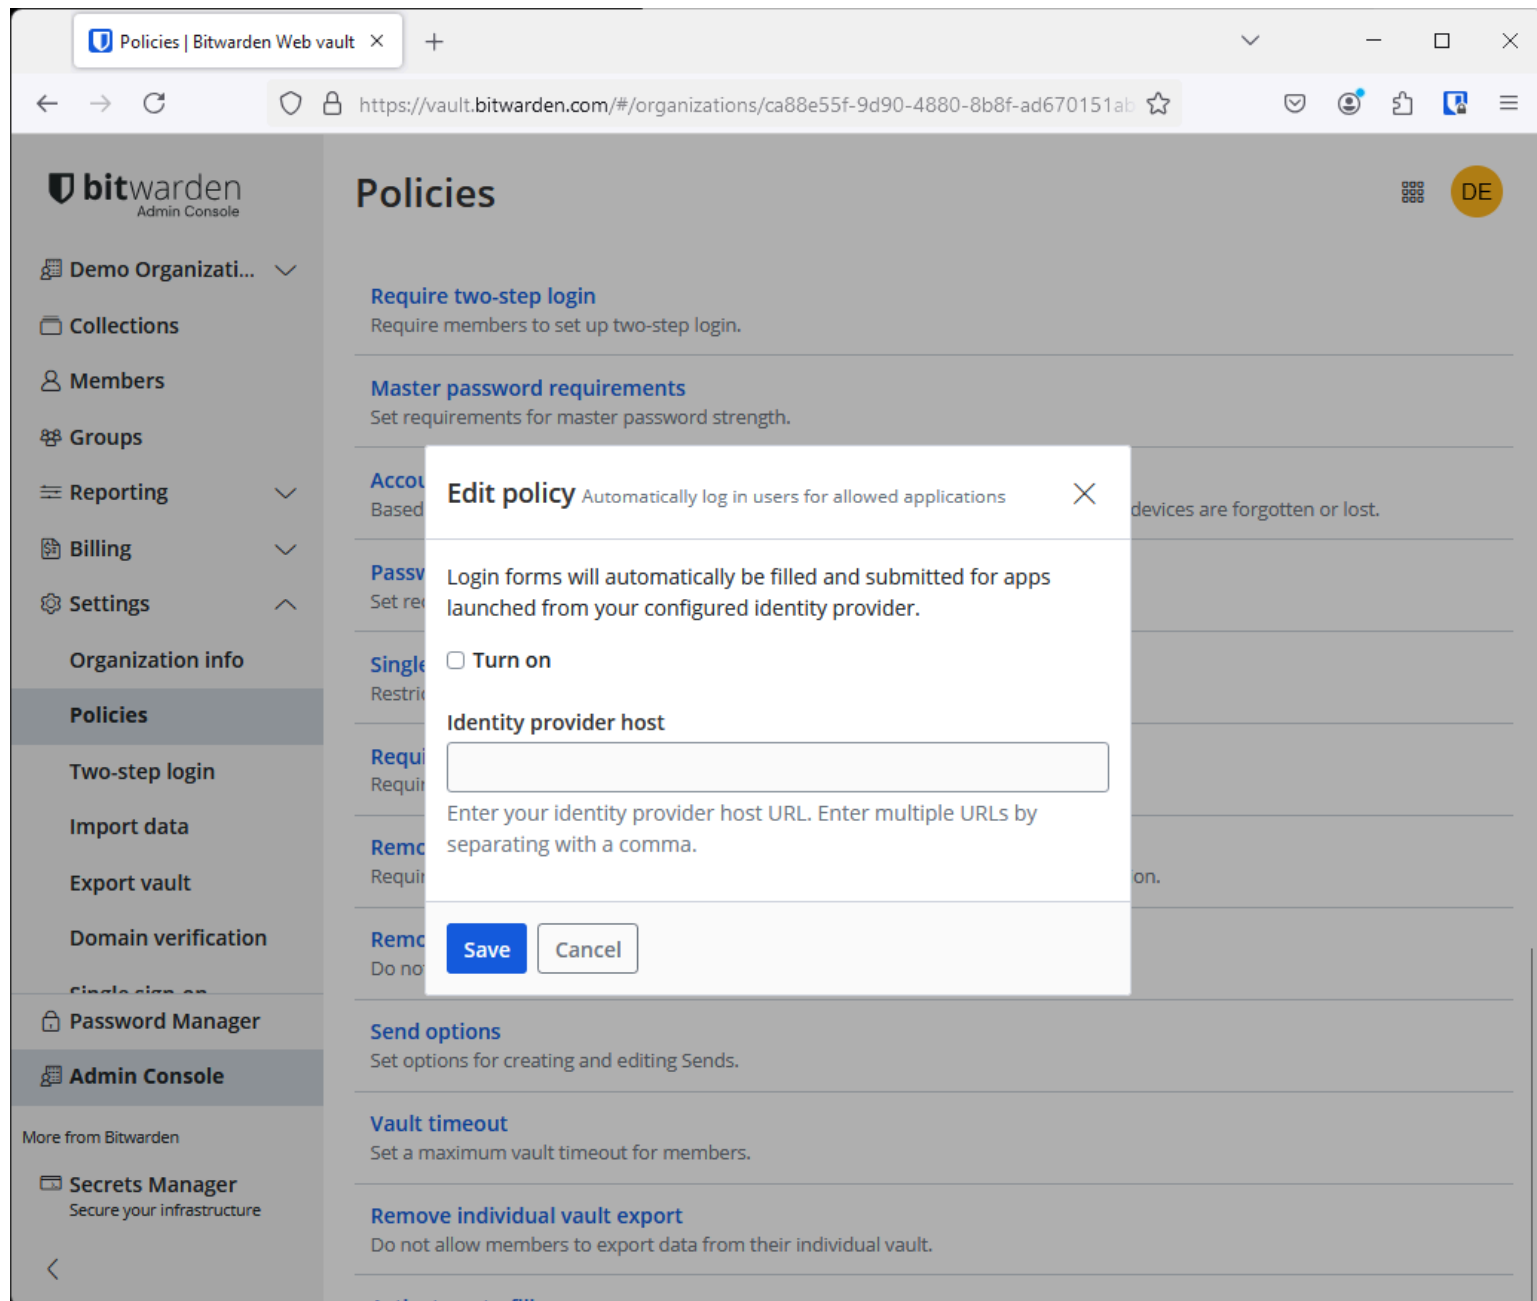 Policies | Bitwarden Web vault
https://vault.bitwarden.com/#/organizations/ca88e55f-9d90-4880-8b8f-ad670151ab
bitwarden
Admin Console
Policies
DE
Demo Organizati...
Collections
Members
Groups
Reporting
Billing
Settings
Organization info
Policies
Two-step login
Import data
Export vault
Domain verification
Single sign-on
Password Manager
Admin Console
More from Bitwarden
Secrets Manager
Secure your infrastructure
Require two-step login
Require members to set up two-step login.
Master password requirements
Set requirements for master password strength.
Accou
Based
devices are forgotten or lost.
Passw
Set re
Single
Restri
Requi
Requir
Remo
Requir
on.
Remo
Do no
Edit policy Automatically log in users for allowed applications
Login forms will automatically be filled and submitted for apps
launched from your configured identity provider.
Turn on
Identity provider host
Enter your identity provider host URL. Enter multiple URLs by
separating with a comma.
Save
Cancel
Send options
Set options for creating and editing Sends.
Vault timeout
Set a maximum vault timeout for members.
Remove individual vault export
Do not allow members to export data from their individual vault.